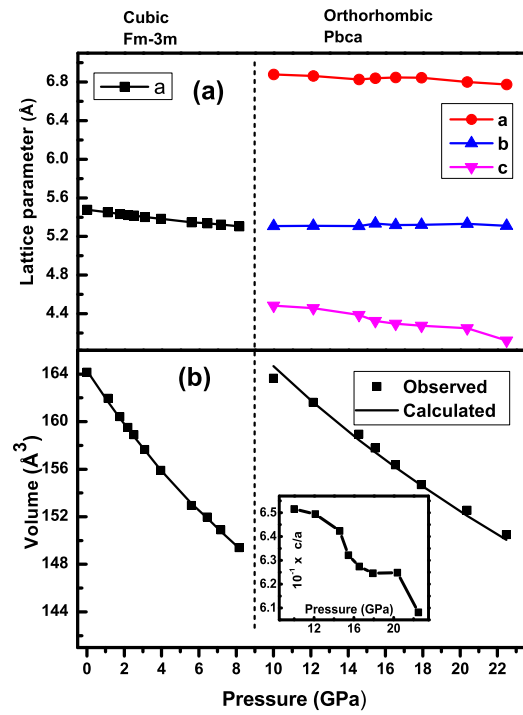 Cubic
Fm-3m
Orthorhombic
Pbca
a
(a)
a
b
c
Lattice parameter (Å)
6.8
6.4
6.0
5.6
5.2
4.8
4.4
(b)
Observed
Calculated
Volume (Å³)
164
160
156
152
148
144
6.5
6.4
6.3
6.2
6.1
10⁻¹ x c/a
Pressure (GPa)
12
16
20
0 2 4 6 8 10 12 14 16 18 20 22
Pressure (GPa)